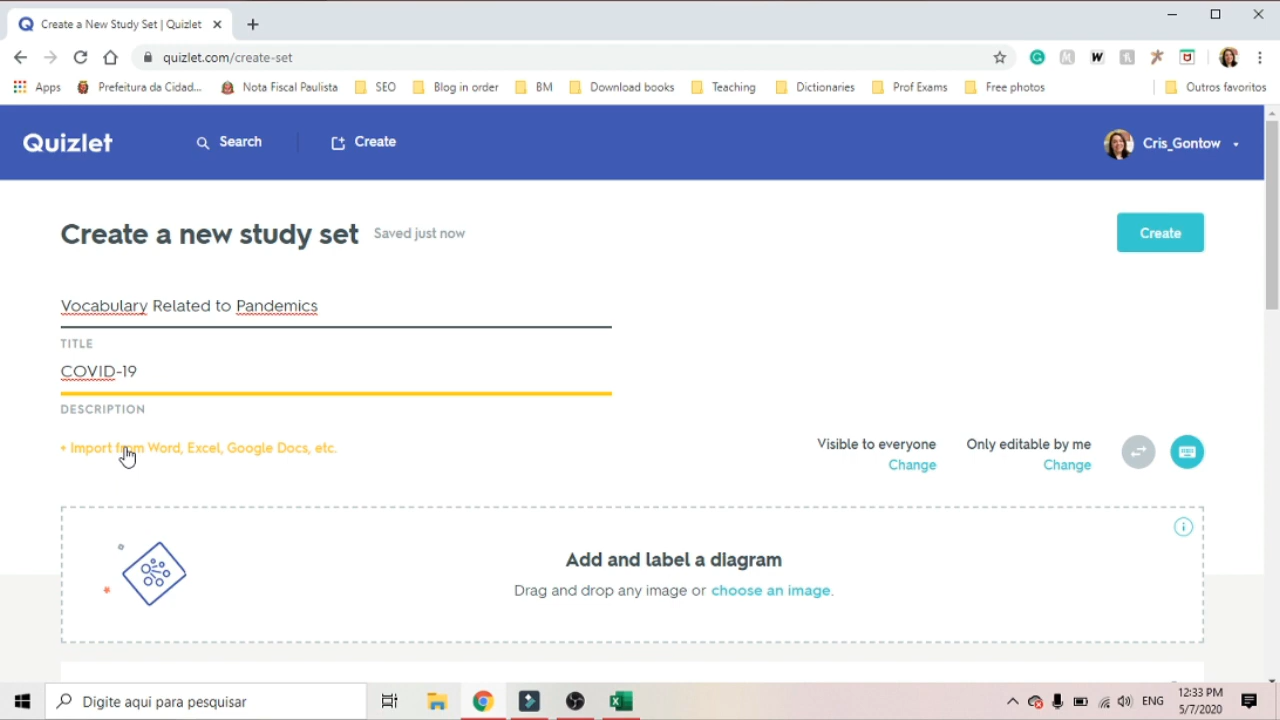 Create a New Study Set | Quizlet
quizlet.com/create-set
Apps Prefeitura da Cidad... Nota Fiscal Paulista SEO Blog in order BM Download books Teaching Dictionaries Prof Exams Free photos Outros favoritos
Quizlet Search Create Cris_Gontow
Create a new study set Saved just now Create
Vocabulary Related to Pandemics
TITLE
COVID-19
DESCRIPTION
+ Import from Word, Excel, Google Docs, etc. Visible to everyone Only editable by me
Change Change
Add and label a diagram
Drag and drop any image or choose an image.
Digite aqui para pesquisar ENG 12:33 PM
5/7/2020